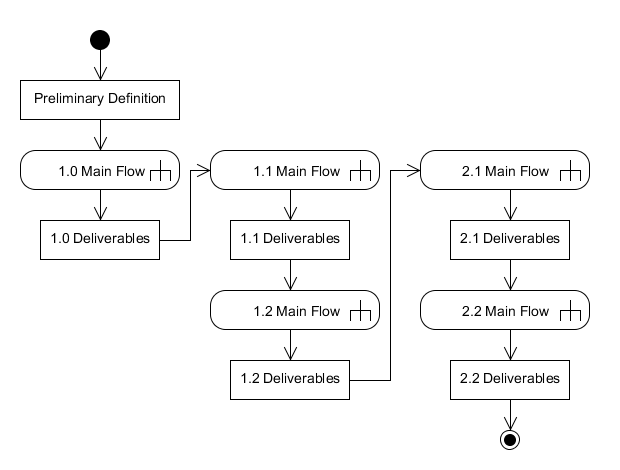 Preliminary Definition
1.0 Main Flow
1.0 Deliverables
1.1 Main Flow
1.1 Deliverables
1.2 Main Flow
1.2 Deliverables
2.1 Main Flow
2.1 Deliverables
2.2 Main Flow
2.2 Deliverables